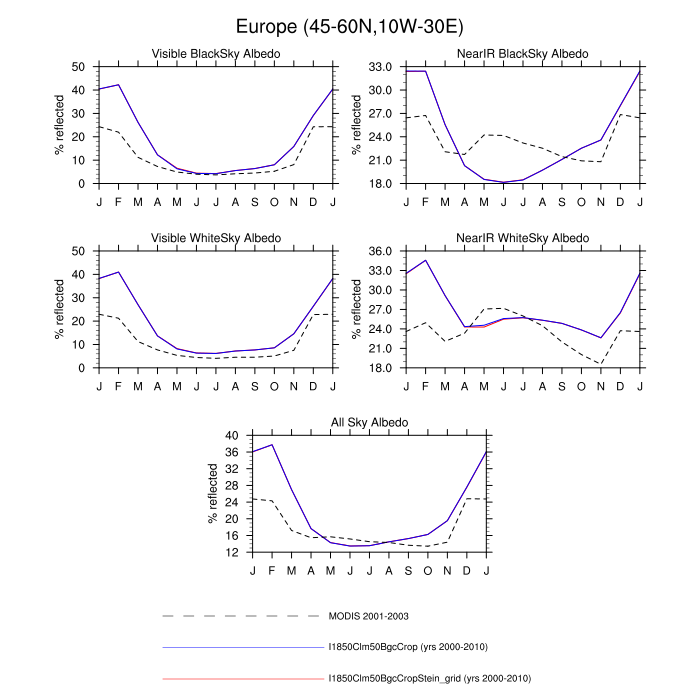 Europe (45-60N,10W-30E)
Visible BlackSky Albedo
NearIR BlackSky Albedo
% reflected
50
40
30
20
10
0
J F M A M J J A S O N D J
% reflected
33.0
30.0
27.0
24.0
21.0
18.0
J F M A M J J A S O N D J
Visible WhiteSky Albedo
NearIR WhiteSky Albedo
% reflected
50
40
30
20
10
0
J F M A M J J A S O N D J
% reflected
36.0
33.0
30.0
27.0
24.0
21.0
18.0
J F M A M J J A S O N D J
All Sky Albedo
% reflected
40
36
32
28
24
20
16
12
J F M A M J J A S O N D J
MODIS 2001-2003
I1850Clm50BgcCrop (yrs 2000-2010)
I1850Clm50BgcCropStein_grid (yrs 2000-2010)